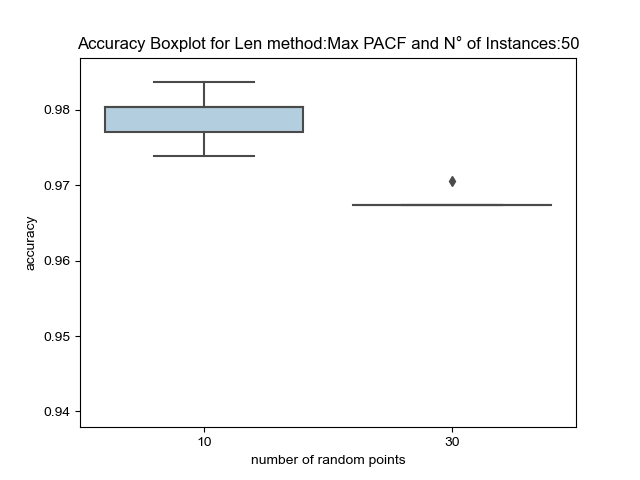 Accuracy Boxplot for Len method:Max PACF and N° of Instances:50
0.98
0.97
0.96
0.95
0.94
accuracy
10 30
number of random points